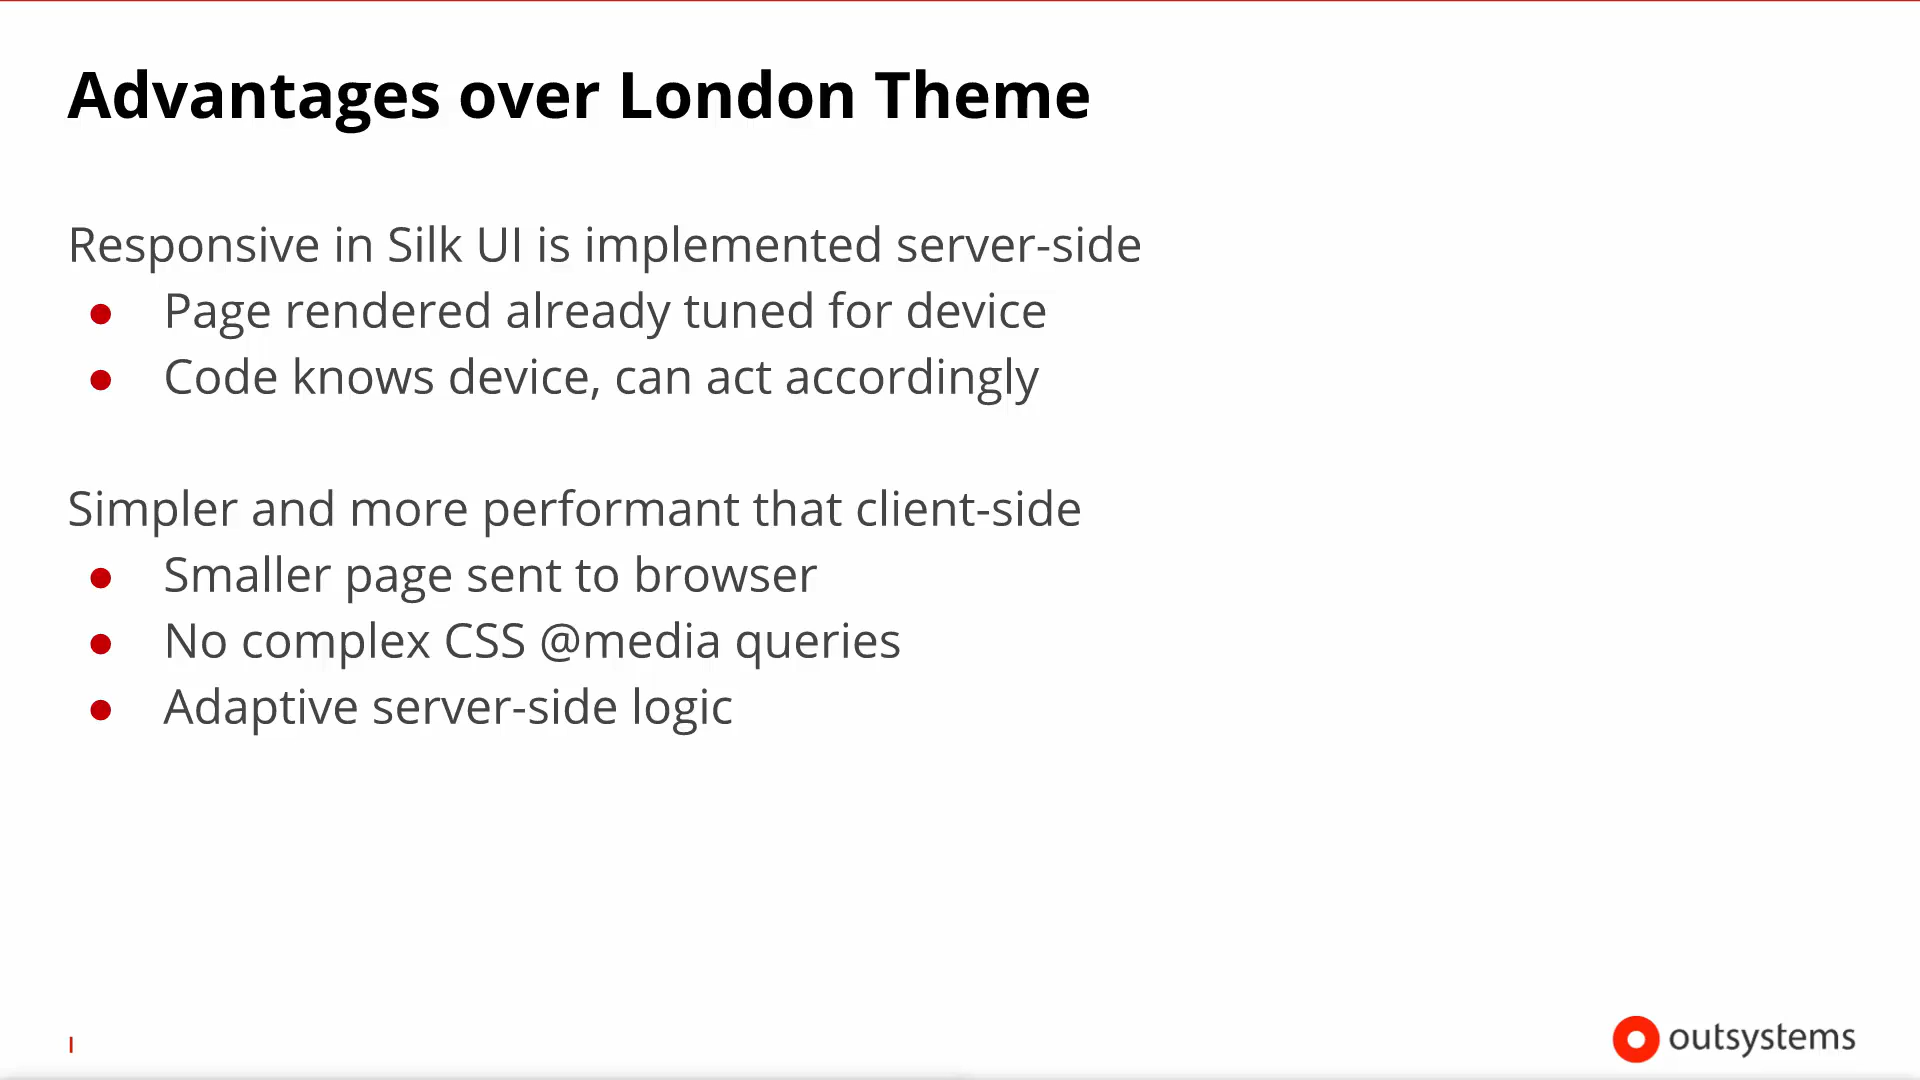 Advantages over London Theme
Responsive in Silk UI is implemented server-side
● Page rendered already tuned for device
● Code knows device, can act accordingly
Simpler and more performant that client-side
● Smaller page sent to browser
● No complex CSS @media queries
● Adaptive server-side logic
I
outsystems